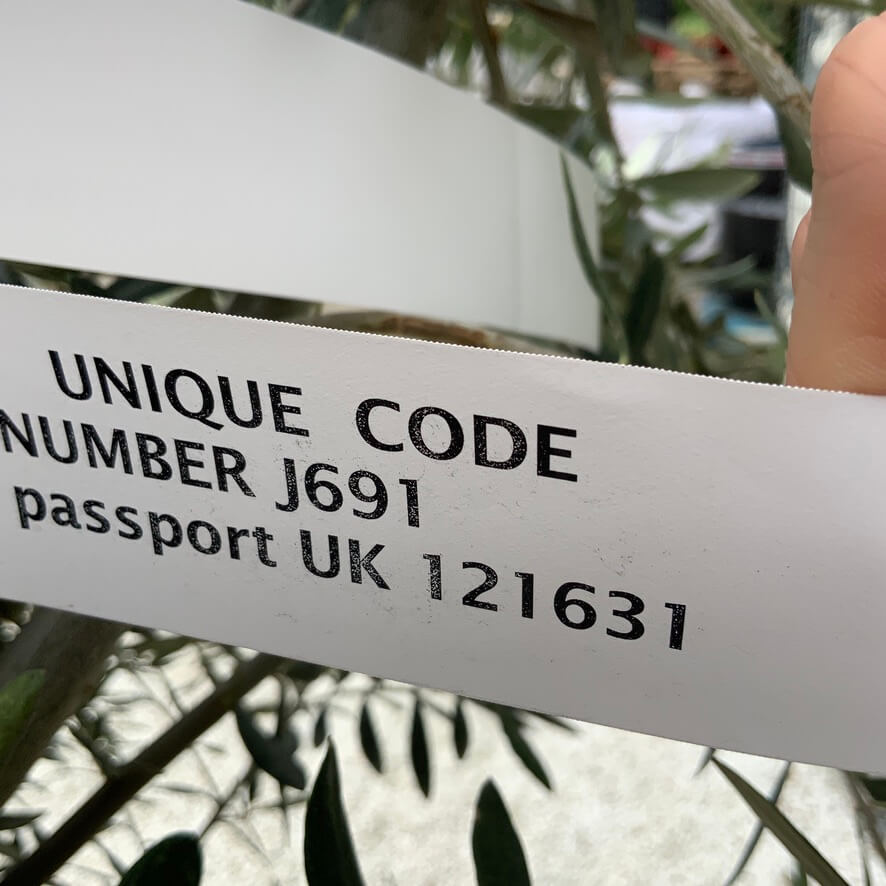 UNIQUE CODE
NUMBER J691
passport UK 121631